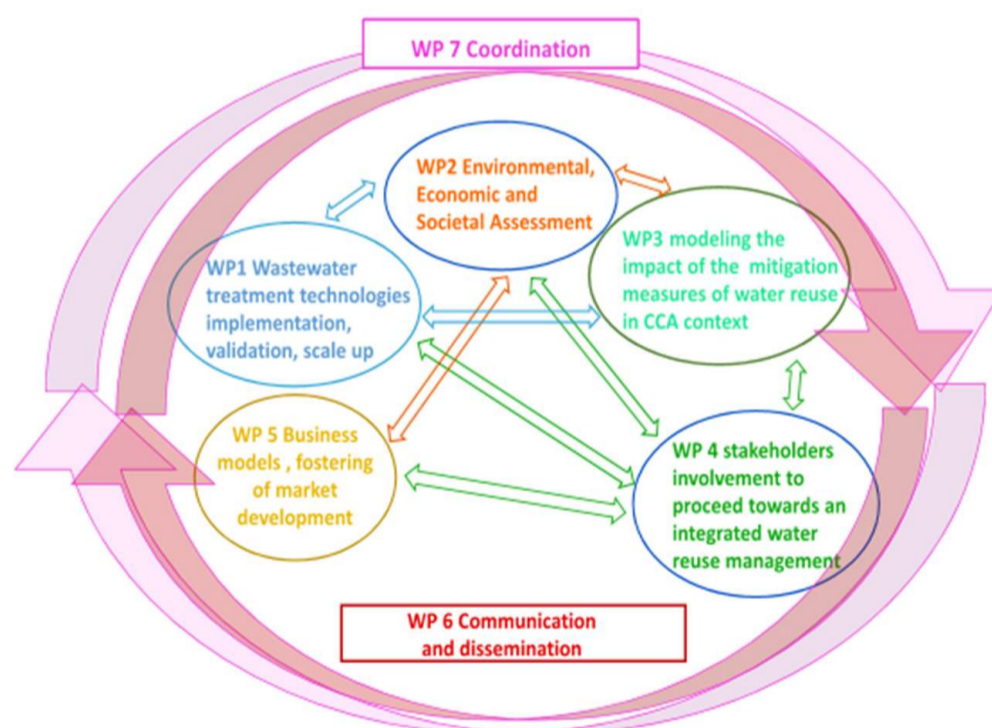 WP 7 Coordination
WP2 Environmental,
Economic and
Societal Assessment
WP3 modeling the
impact of the mitigation
measures of water reuse
in CCA context
WP1 Wastewater
treatment technologies
implementation,
validation, scale up
WP 5 Business
models , fostering
of market
development
WP 4 stakeholders
involvement to
proceed towards an
integrated water
reuse management
WP 6 Communication
and dissemination